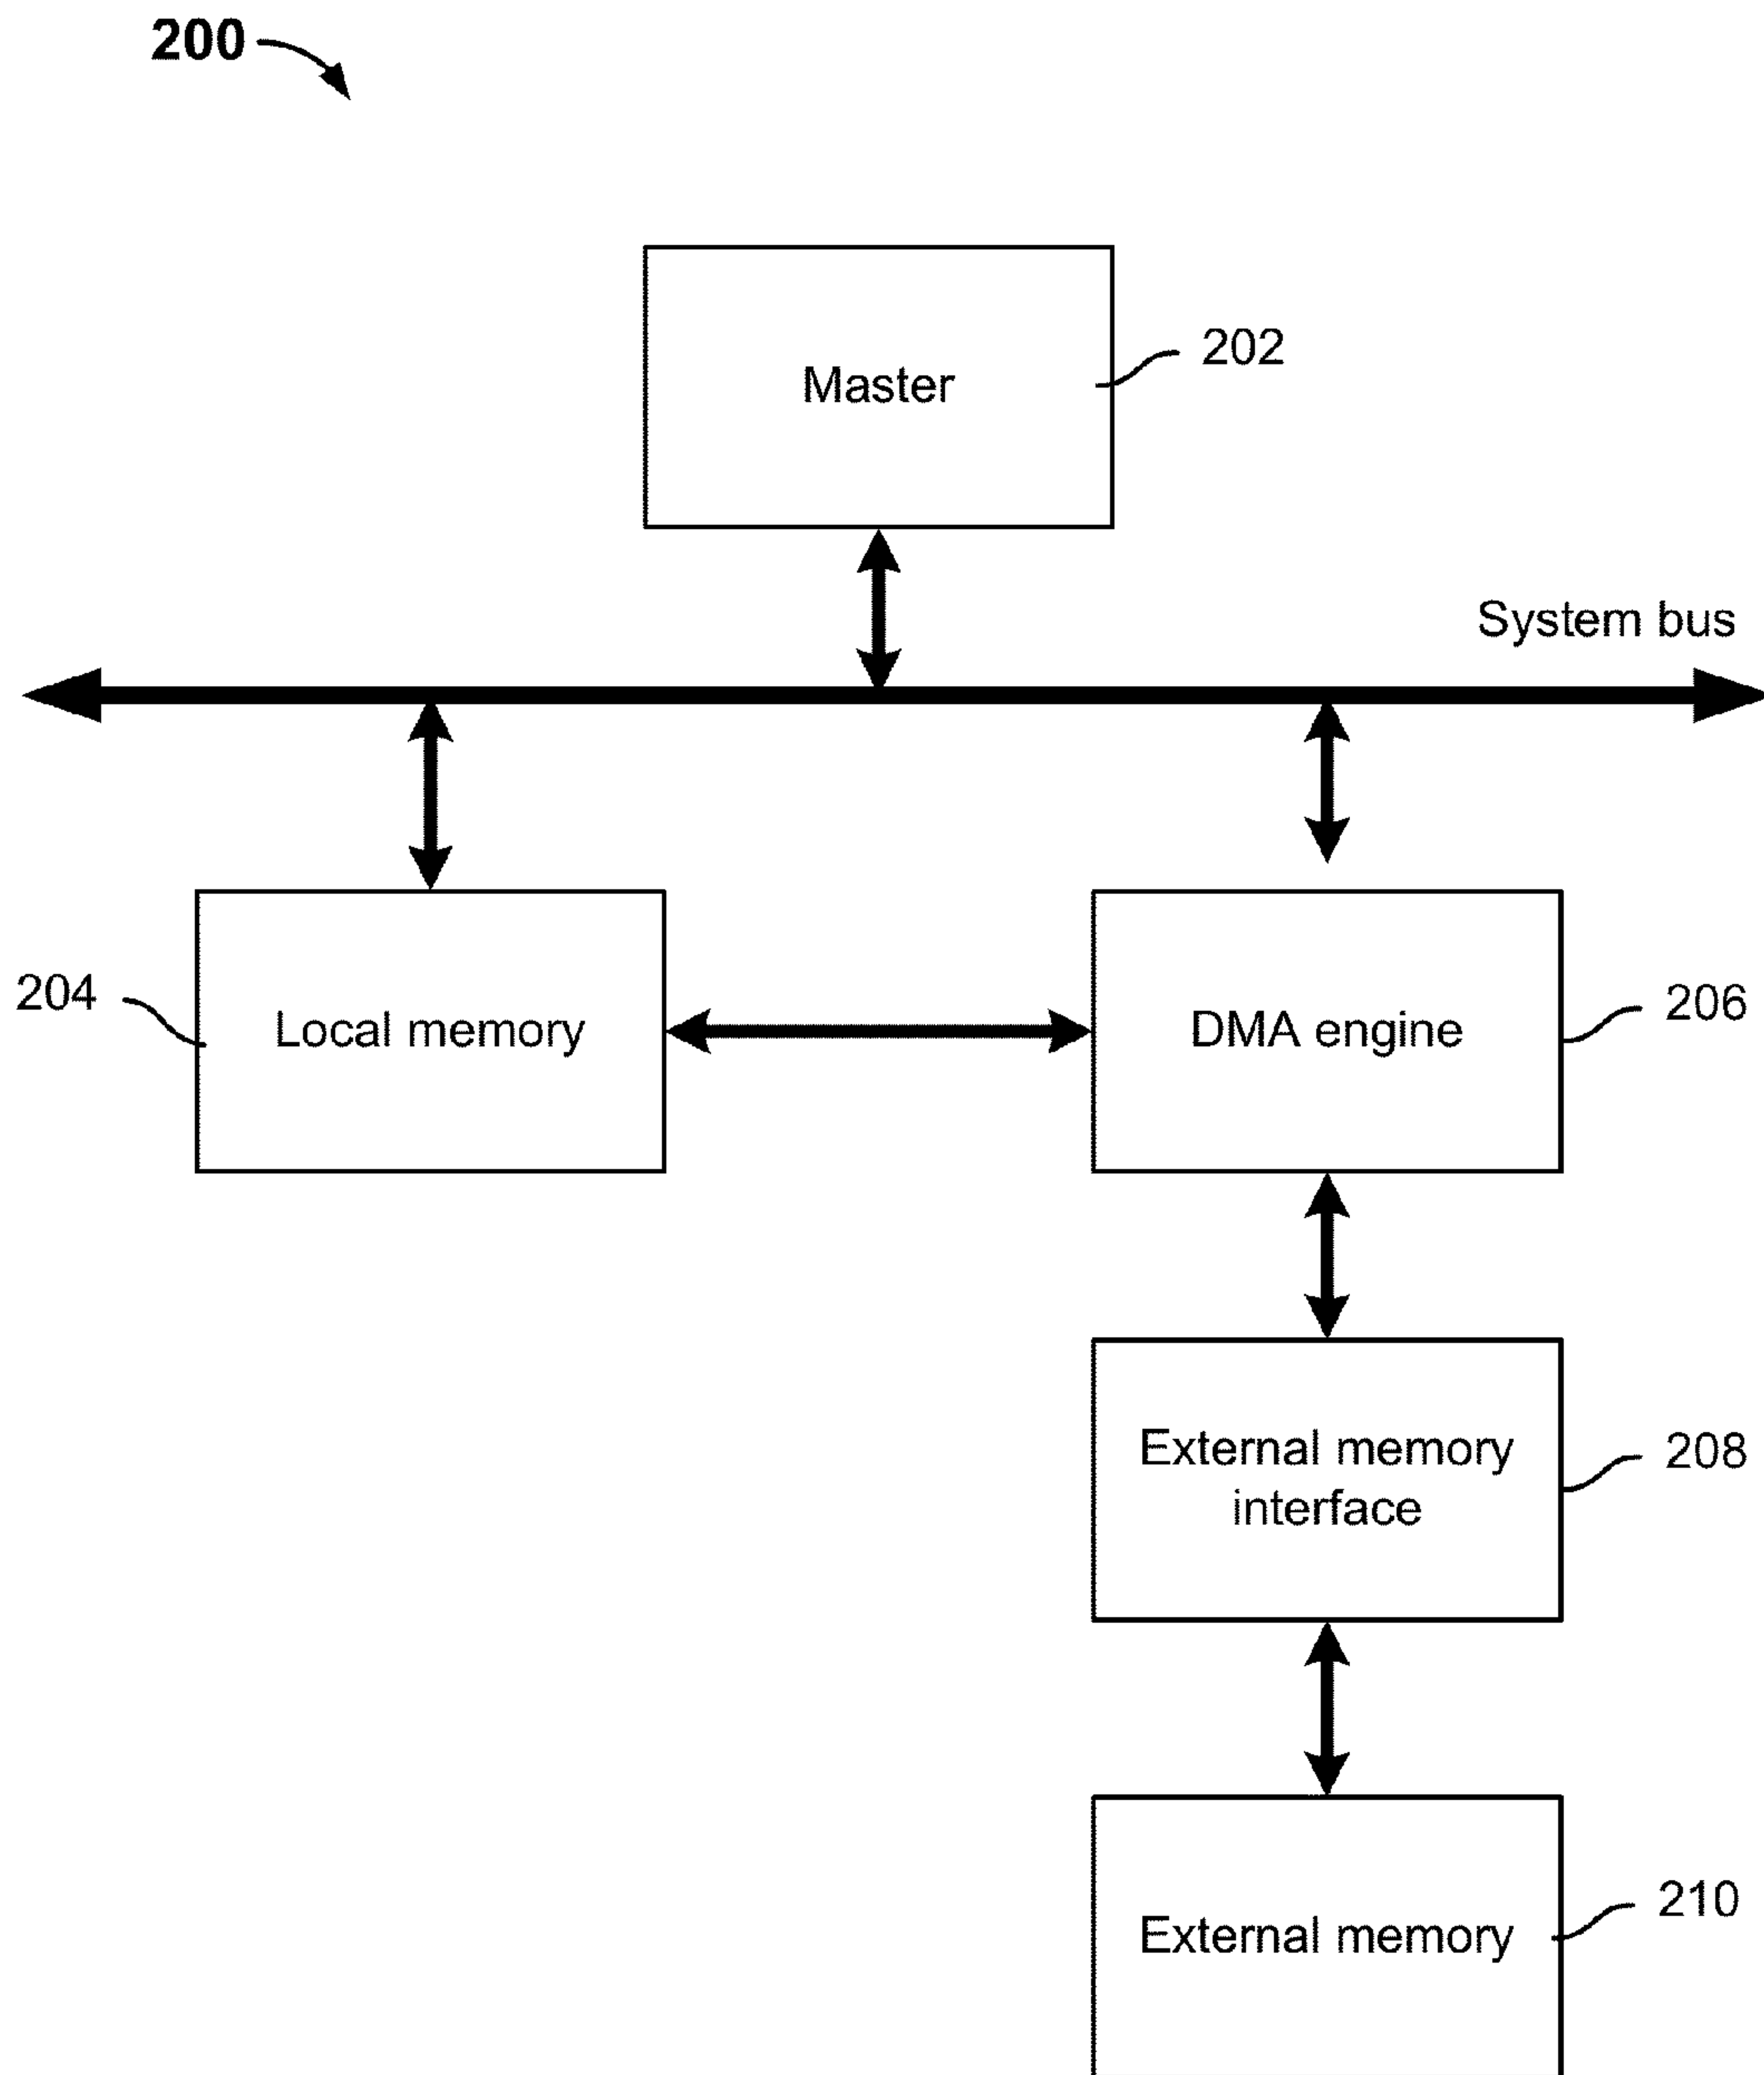 200
Master
202
System bus
204
Local memory
DMA engine
206
External memory
interface
208
External memory
210